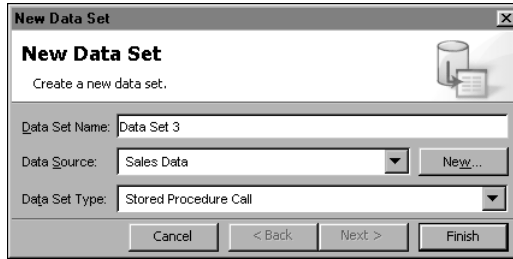 New Data Set
New Data Set
Create a new data set.
Data Set Name: Data Set 3
Data Source: Sales Data New...
Data Set Type: Stored Procedure Call
Cancel < Back Next > Finish